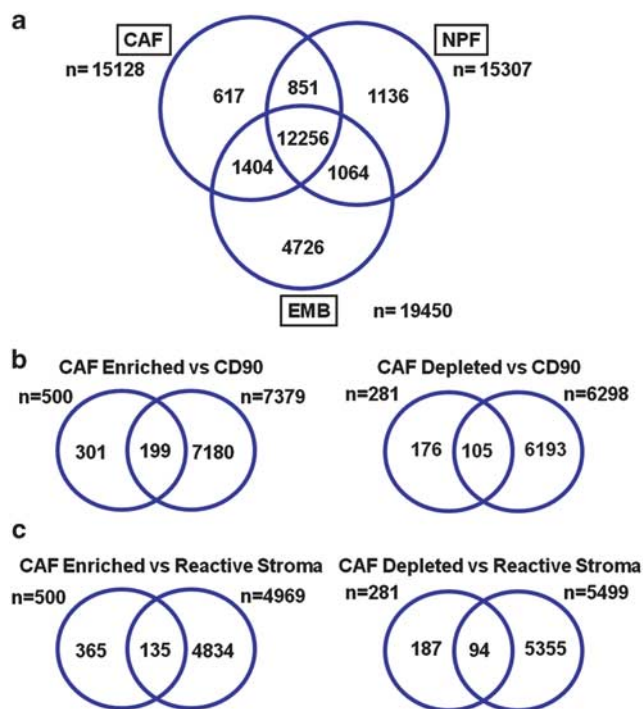 a
CAF
NPF
n= 15128
n= 15307
617
851
1136
12256
1404
1064
4726
EMB
n= 19450
b
CAF Enriched vs CD90
n=500
n=7379
301
199
7180
CAF Depleted vs CD90
n=281
n=6298
176
105
6193
c
CAF Enriched vs Reactive Stroma
n=500
n=4969
365
135
4834
CAF Depleted vs Reactive Stroma
n=281
n=5499
187
94
5355